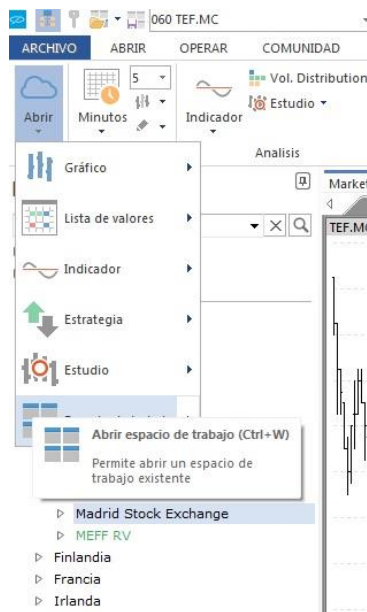 060 TEF.MC
ARCHIVO ABRIR OPERAR COMUNIDAD
5
Vol. Distribution
Estudio
Abrir Minutos Indicador
Analisis
Gráfico
Lista de valores
Indicador
Estrategia
Estudio
Market
TEF.M
Abrir espacio de trabajo (Ctrl+W)
Permite abrir un espacio de
trabajo existente
Madrid Stock Exchange
MEFF RV
Finlandia
Francia
Irlanda